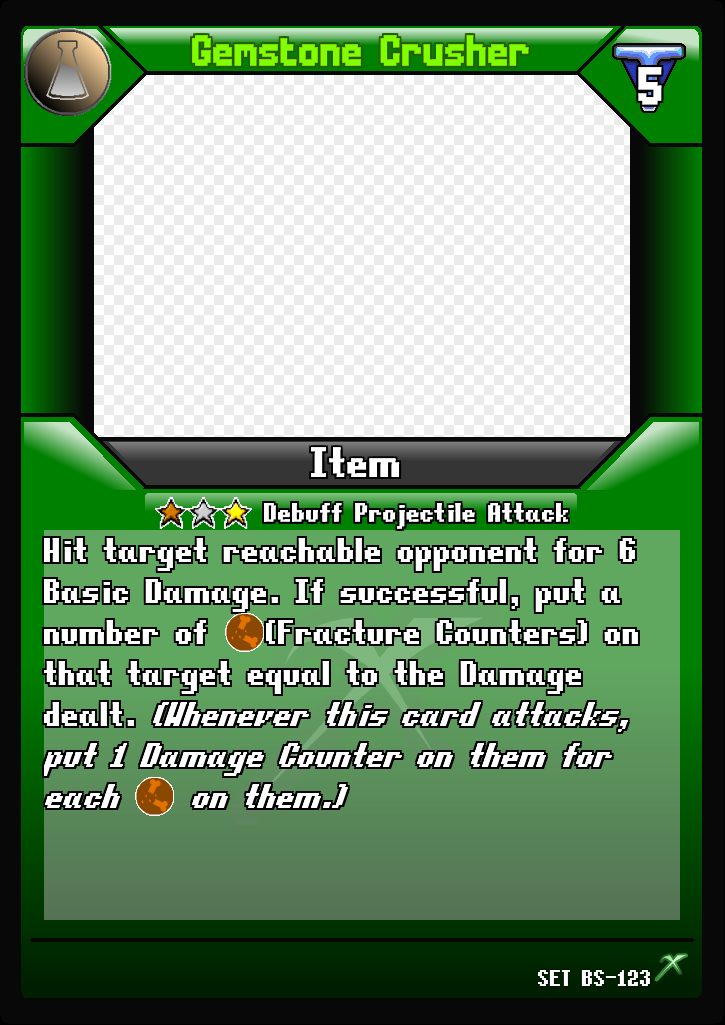 Gemstone Crusher
5
Item
Debuff Projectile Attack
Hit target reachable opponent for 6
Basic Damage. If successful, put a
number of (Fracture Counters) on
that target equal to the Damage
dealt. (Whenever this card attacks,
put 1 Damage Counter on them for
each on them.)
SET BS-123